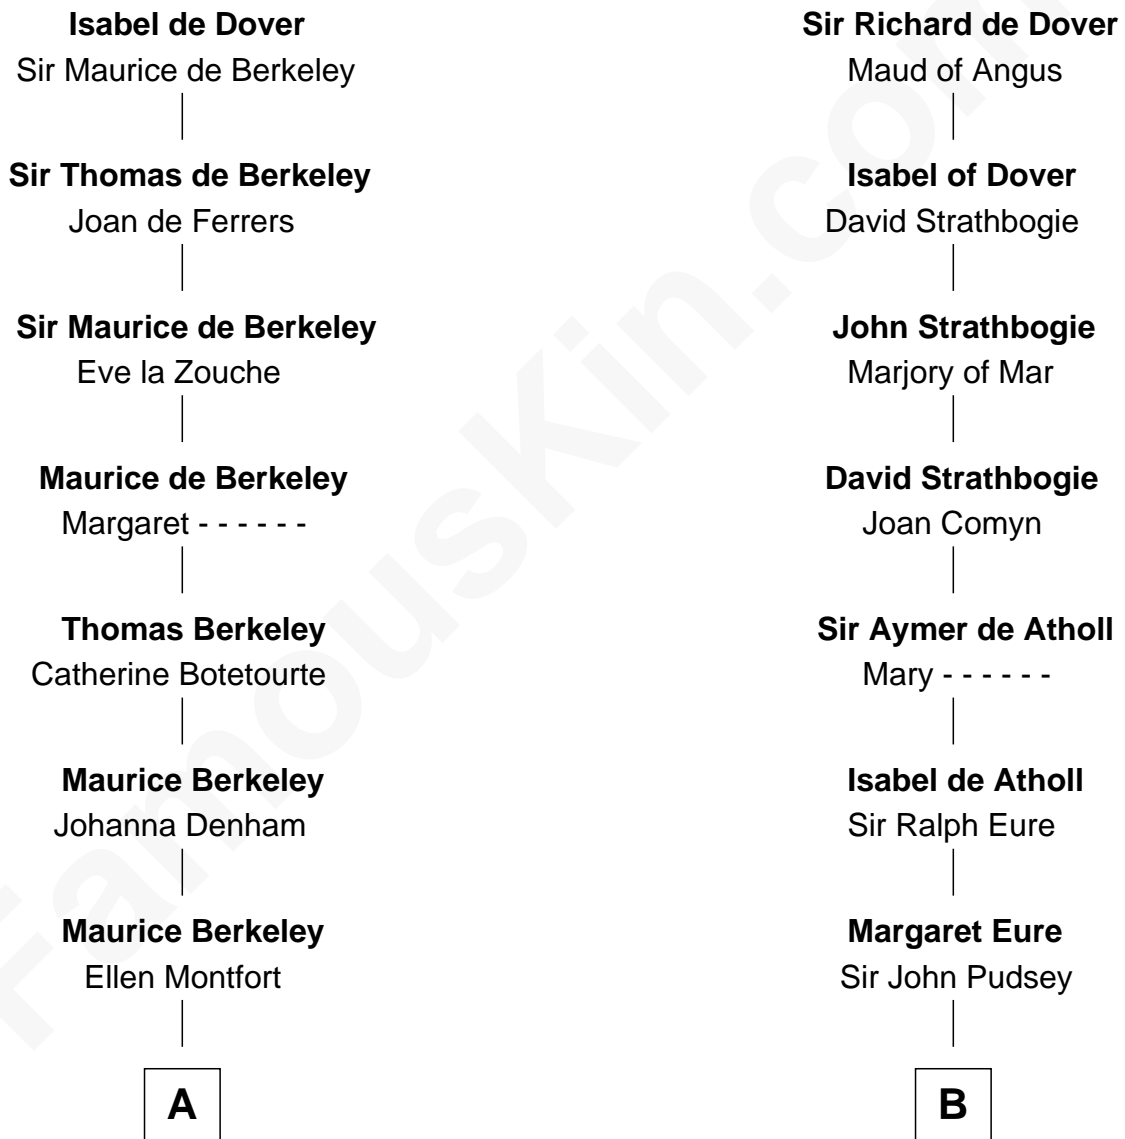 Isabel de Dover
Sir Maurice de Berkeley
Sir Thomas de Berkeley
Joan de Ferrers
Sir Maurice de Berkeley
Eve la Zouche
Maurice de Berkeley
Margaret - - - - - -
Thomas Berkeley
Catherine Botetourte
Maurice Berkeley
Johanna Denham
Maurice Berkeley
Ellen Montfort
A
Sir Richard de Dover
Maud of Angus
Isabel of Dover
David Strathbogie
John Strathbogie
Marjory of Mar
David Strathbogie
Joan Comyn
Sir Aymer de Atholl
Mary - - - - - -
Isabel de Atholl
Sir Ralph Eure
Margaret Eure
Sir John Pudsey
B
FamousKin.com